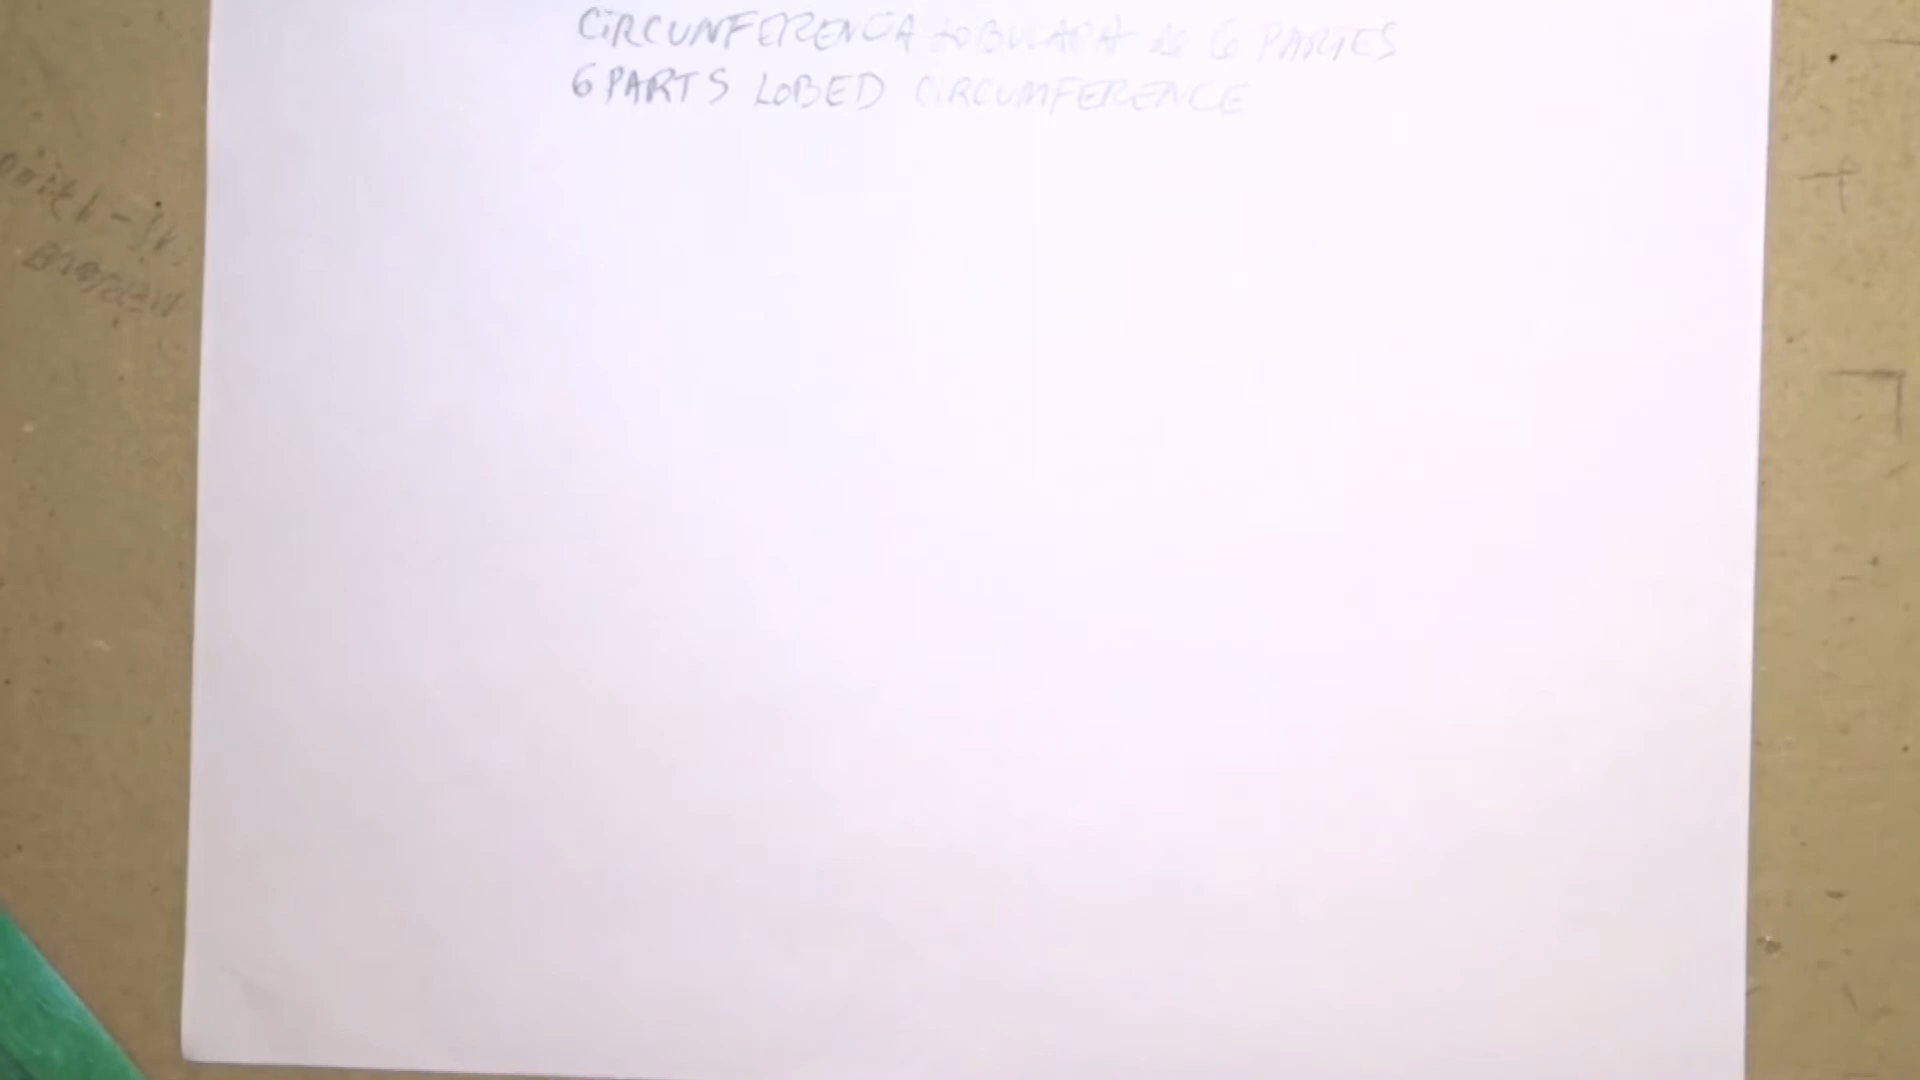 CIRCUNFERENCIA LOBULADA de 6 PARTES
6 PARTS LOBED CIRCUMFERENCE